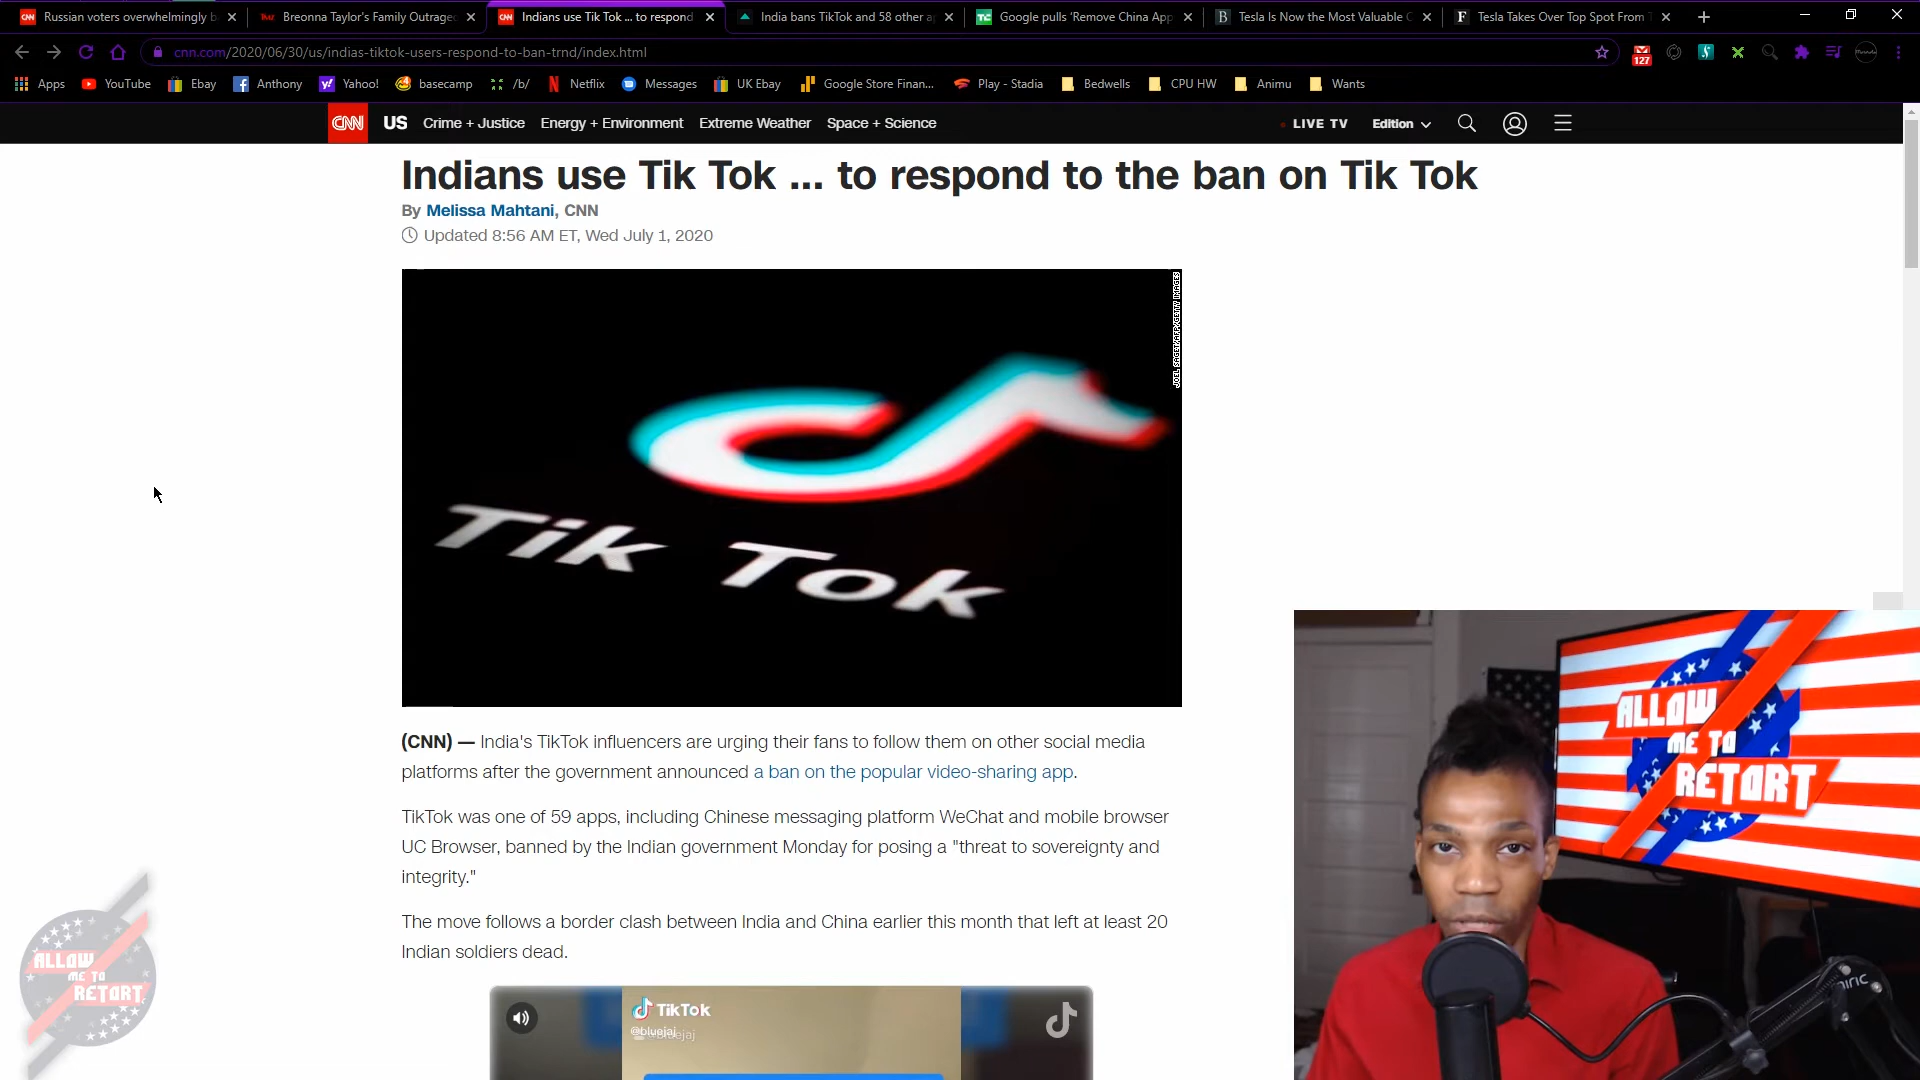 Russian voters overwhelmingly b
Breonna Taylor's Family Outraged
Indians use Tik Tok ... to respond
India bans TikTok and 58 other a
Google pulls 'Remove China App
Tesla Is Now the Most Valuable C
Tesla Takes Over Top Spot From T
cnn.com/2020/06/30/us/indias-tiktok-users-respond-to-ban-trnd/index.html
127
Apps
YouTube
Ebay
Anthony
Yahoo!
basecamp
/b/
Netflix
Messages
UK Ebay
Google Store Finan...
Play - Stadia
Bedwells
CPU HW
Animu
Wants
CNN
US
Crime + Justice
Energy + Environment
Extreme Weather
Space + Science
LIVE TV
Edition
Indians use Tik Tok ... to respond to the ban on Tik Tok
By Melissa Mahtani, CNN
Updated 8:56 AM ET, Wed July 1, 2020
JOEL SAGET/AFP/GETTY IMAGES
Tik Tok
(CNN) — India's TikTok influencers are urging their fans to follow them on other social media
platforms after the government announced a ban on the popular video-sharing app.
TikTok was one of 59 apps, including Chinese messaging platform WeChat and mobile browser
UC Browser, banned by the Indian government Monday for posing a "threat to sovereignty and
integrity."
The move follows a border clash between India and China earlier this month that left at least 20
Indian soldiers dead.
TikTok
@bluejaj
ALLOW
ME TO
RETORT
ALLOW
ME TO
RETORT